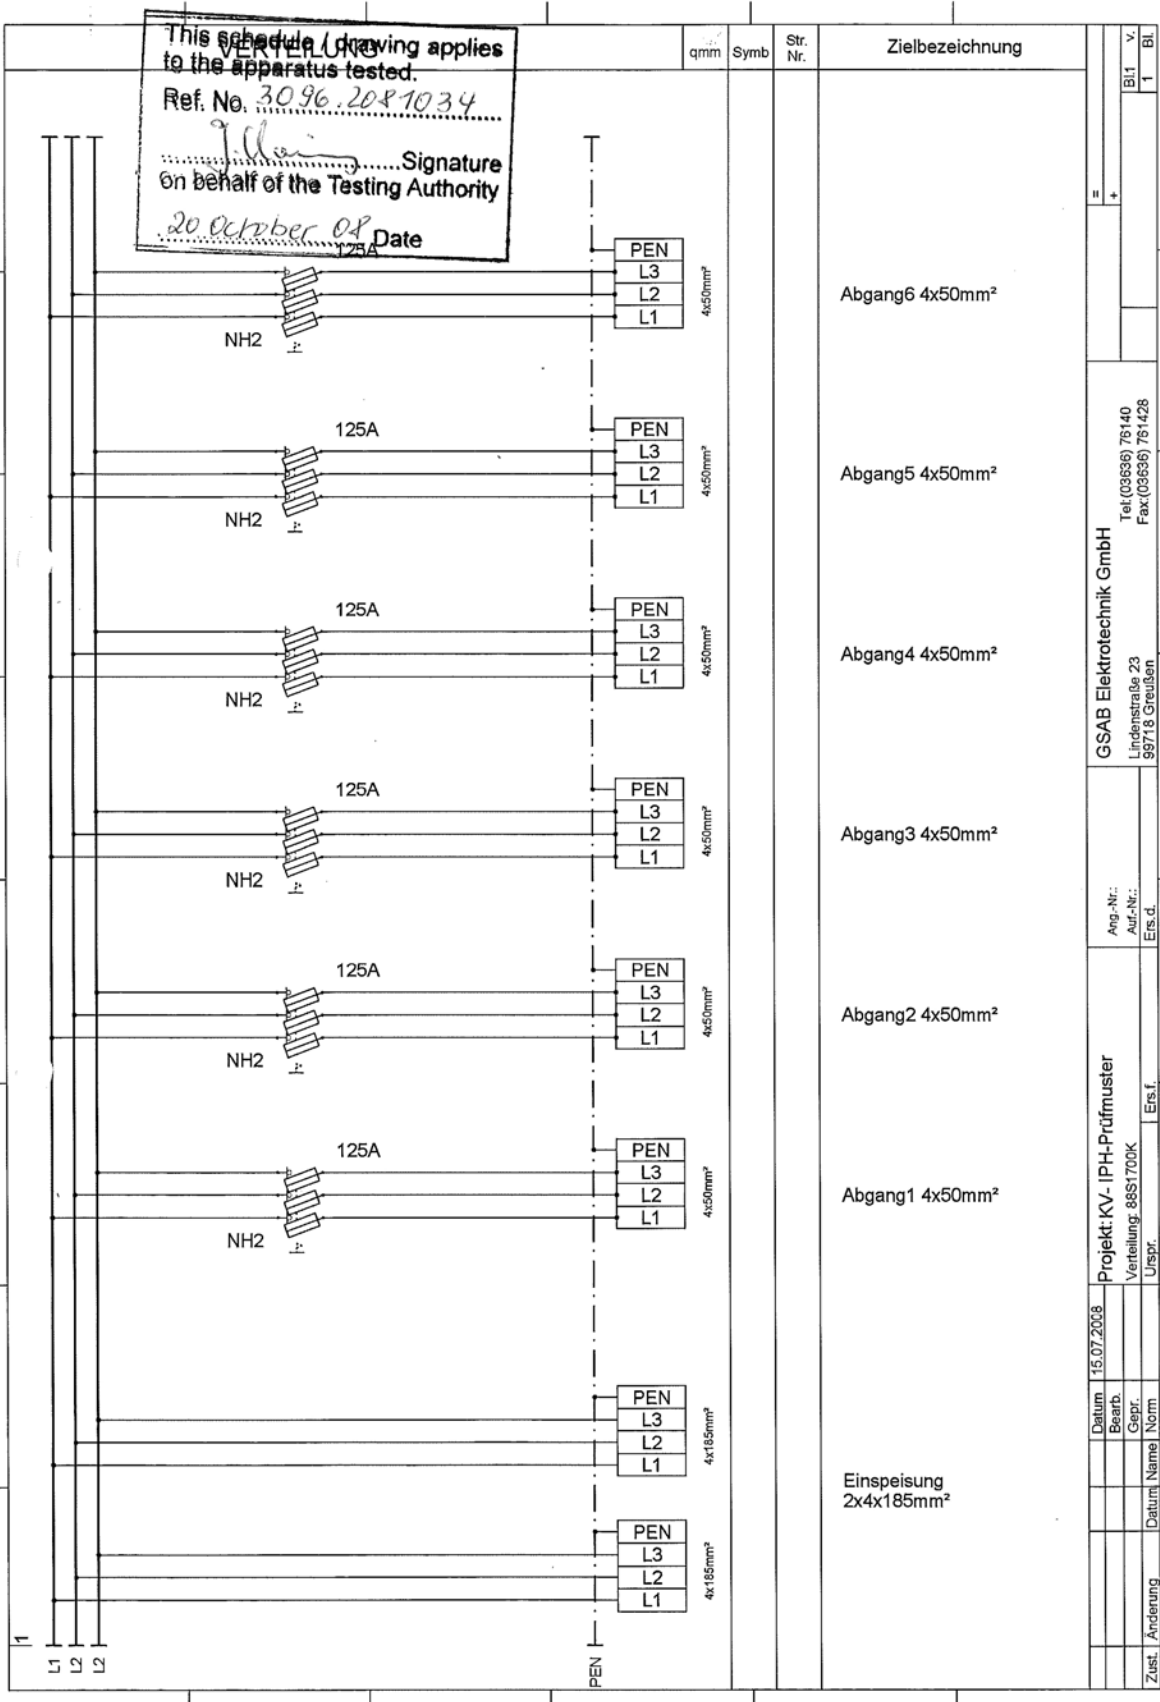 VERTEILUNG
qmm
Symb
Str.
Nr.
Zielbezeichnung
This schedule / drawing applies
to the apparatus tested.
Ref. No. 3096.2081034
Signature
on behalf of the Testing Authority
20 October 08 Date
125A
NH2
PEN
L3
L2
L1
4x50mm²
Abgang6 4x50mm²
125A
NH2
PEN
L3
L2
L1
4x50mm²
Abgang5 4x50mm²
125A
NH2
PEN
L3
L2
L1
4x50mm²
Abgang4 4x50mm²
125A
NH2
PEN
L3
L2
L1
4x50mm²
Abgang3 4x50mm²
125A
NH2
PEN
L3
L2
L1
4x50mm²
Abgang2 4x50mm²
125A
NH2
PEN
L3
L2
L1
4x50mm²
Abgang1 4x50mm²
PEN
L3
L2
L1
4x185mm²
Einspeisung
2x4x185mm²
PEN
L3
L2
L1
4x185mm²
1
L1
L2
L2
PEN
Zust.
Änderung
Datum
Name
Norm
Datum
15.07.2008
Bearb.
Gepr.
Projekt:KV- IPH-Prüfmuster
Verteilung: 88S1700K
Urspr.
Ers.f.
Ers.d.
Ang.-Nr.:
Auf.-Nr.:
GSAB Elektrotechnik GmbH
Lindenstraße 23
99718 Greußen
Tel:(03636) 76140
Fax:(03636) 761428
=
+
Bl.1
v.
1
Bl.